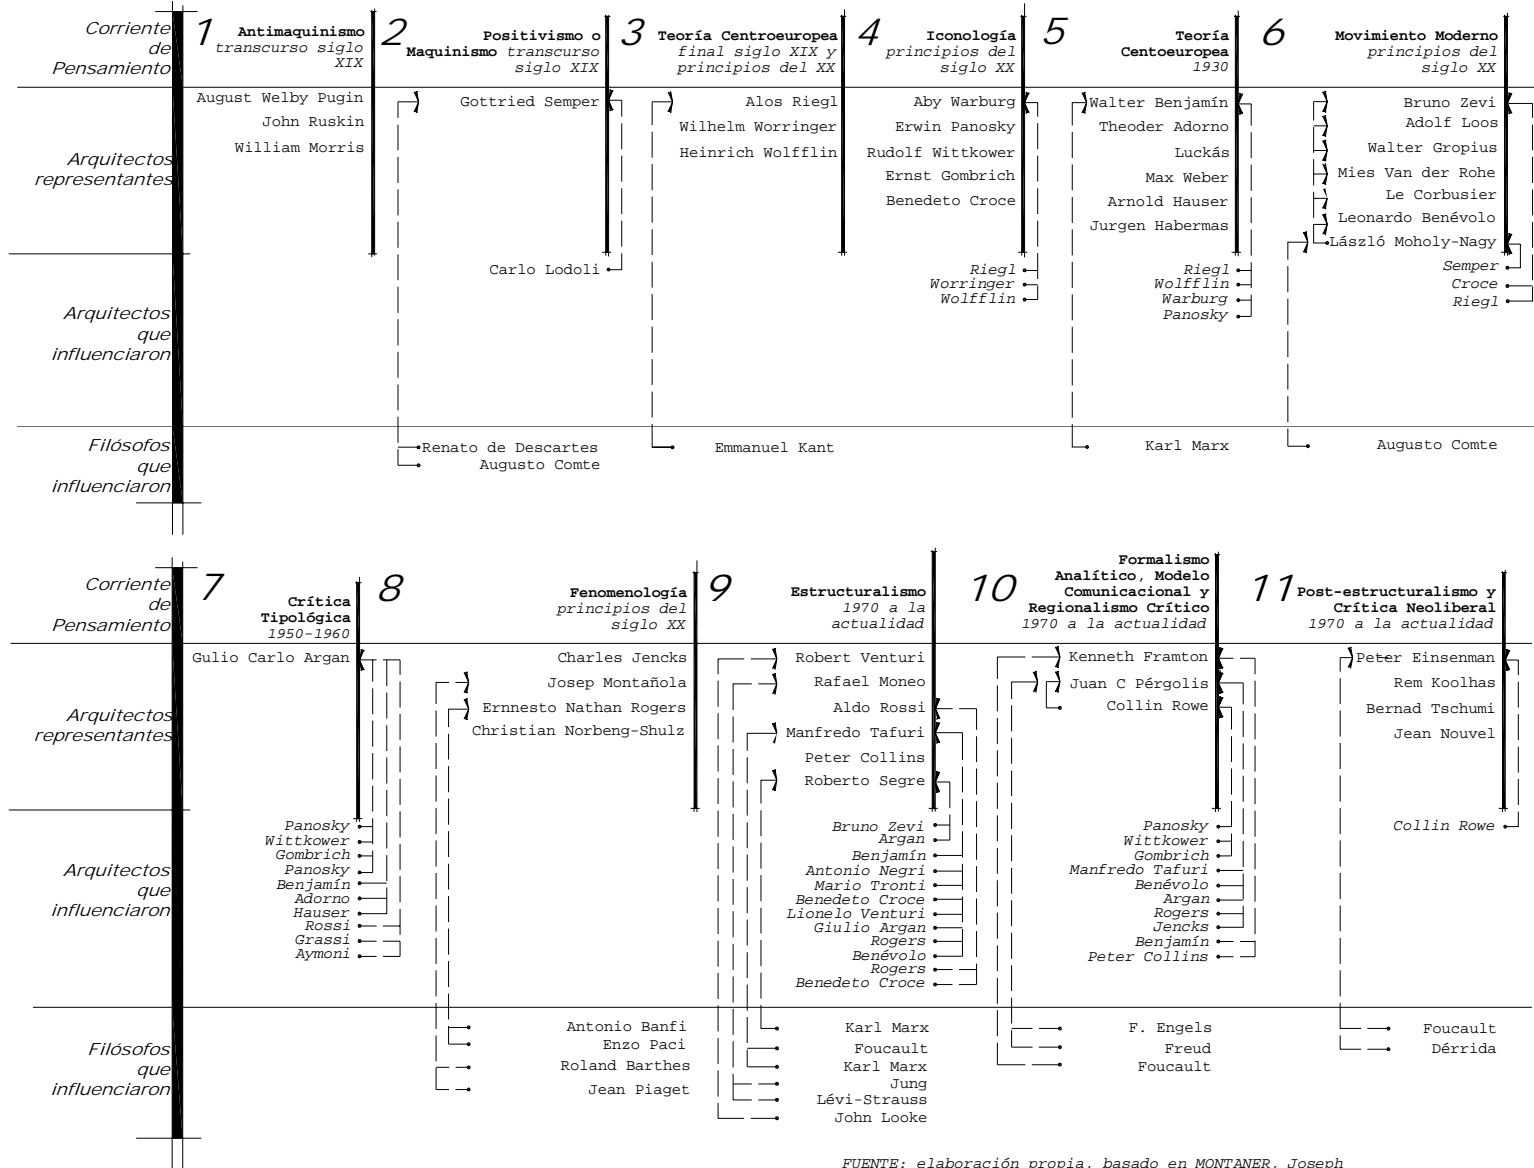 Corriente
de
Pensamiento
1
Antimaquinismo
transcurso siglo
XIX
2
Positivismo o
Maquinismo transcurso
siglo XIX
3
Teoría Centroeuropea
final siglo XIX y
principios del XX
4
Iconología
principios del
siglo XX
5
Teoría
Centoeuropea
1930
6
Movimiento Moderno
principios del
siglo XX
Arquitectos
representantes
August Welby Pugin
John Ruskin
William Morris
Gottried Semper
Alos Riegl
Wilhelm Worringer
Heinrich Wolfflin
Aby Warburg
Erwin Panosky
Rudolf Wittkower
Ernst Gombrich
Benedeto Croce
Walter Benjamín
Theoder Adorno
Luckás
Max Weber
Arnold Hauser
Jurgen Habermas
Bruno Zevi
Adolf Loos
Walter Gropius
Mies Van der Rohe
Le Corbusier
Leonardo Benévolo
László Moholy-Nagy
Arquitectos
que
influenciaron
Carlo Lodoli
Riegl
Worringer
Wolfflin
Riegl
Wolfflin
Warburg
Panosky
Semper
Croce
Riegl
Filósofos
que
influenciaron
Renato de Descartes
Augusto Comte
Emmanuel Kant
Karl Marx
Augusto Comte
Corriente
de
Pensamiento
7
Crítica
Tipológica
1950-1960
8
Fenomenología
principios del
siglo XX
9
Estructuralismo
1970 a la
actualidad
10
Formalismo
Analítico, Modelo
Comunicacional y
Regionalismo Crítico
1970 a la actualidad
11
Post-estructuralismo y
Crítica Neoliberal
1970 a la actualidad
Arquitectos
representantes
Gulio Carlo Argan
Charles Jencks
Josep Montañola
Ernnesto Nathan Rogers
Christian Norbeng-Shulz
Robert Venturi
Rafael Moneo
Aldo Rossi
Manfredo Tafuri
Peter Collins
Roberto Segre
Kenneth Framton
Juan C Pérgolis
Collin Rowe
Peter Einsenman
Rem Koolhas
Bernad Tschumi
Jean Nouvel
Arquitectos
que
influenciaron
Panosky
Wittkower
Gombrich
Panosky
Benjamín
Adorno
Hauser
Rossi
Grassi
Aymoni
Bruno Zevi
Argan
Benjamín
Antonio Negri
Mario Tronti
Benedeto Croce
Lionelo Venturi
Giulio Argan
Rogers
Benévolo
Rogers
Benedeto Croce
Panosky
Wittkower
Gombrich
Manfredo Tafuri
Benévolo
Argan
Rogers
Jencks
Benjamín
Peter Collins
Collin Rowe
Filósofos
que
influenciaron
Antonio Banfi
Enzo Paci
Roland Barthes
Jean Piaget
Karl Marx
Foucault
Karl Marx
Jung
Lévi-Strauss
John Looke
F. Engels
Freud
Foucault
Foucault
Dérrida
FUENTE: elaboración propia, basado en MONTANER, Joseph